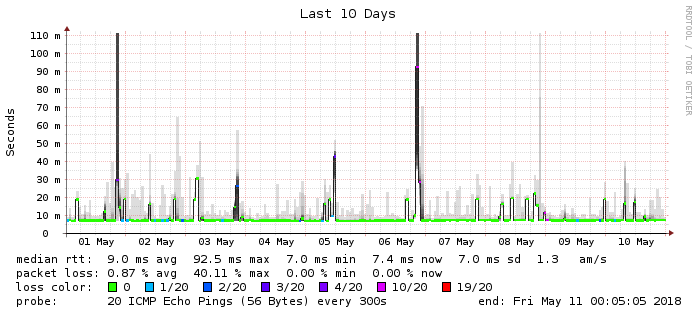 Last 10 Days
RRDTOOL / TOBI OETIKER
Seconds
110 m
100 m
90 m
80 m
70 m
60 m
50 m
40 m
30 m
20 m
10 m
0
01 May 02 May 03 May 04 May 05 May 06 May 07 May 08 May 09 May 10 May
median rtt: 9.0 ms avg 92.5 ms max 7.0 ms min 7.4 ms now 7.0 ms sd 1.3 am/s
packet loss: 0.87 % avg 40.11 % max 0.00 % min 0.00 % now
loss color: 0 1/20 2/20 3/20 4/20 10/20 19/20
probe: 20 ICMP Echo Pings (56 Bytes) every 300s end: Fri May 11 00:05:05 2018